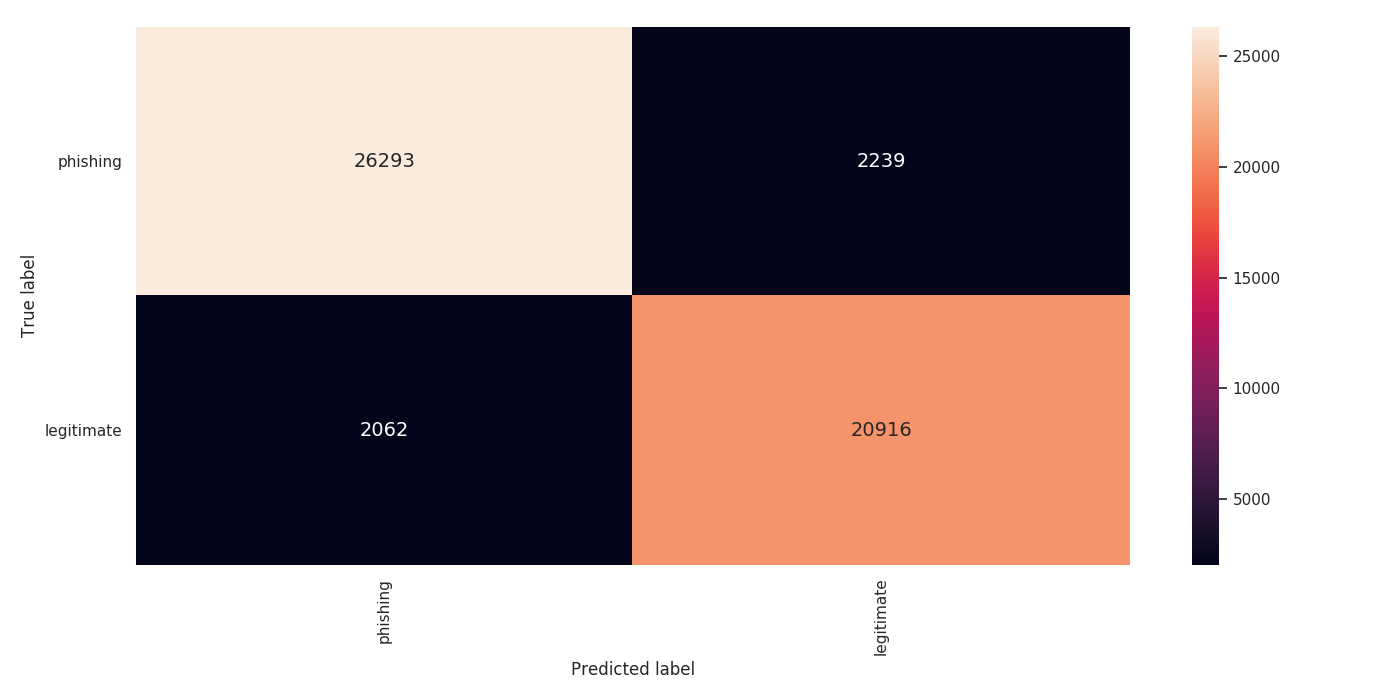 phishing
26293
2239
legitimate
2062
20916
True label
phishing
legitimate
Predicted label
25000
20000
15000
10000
5000